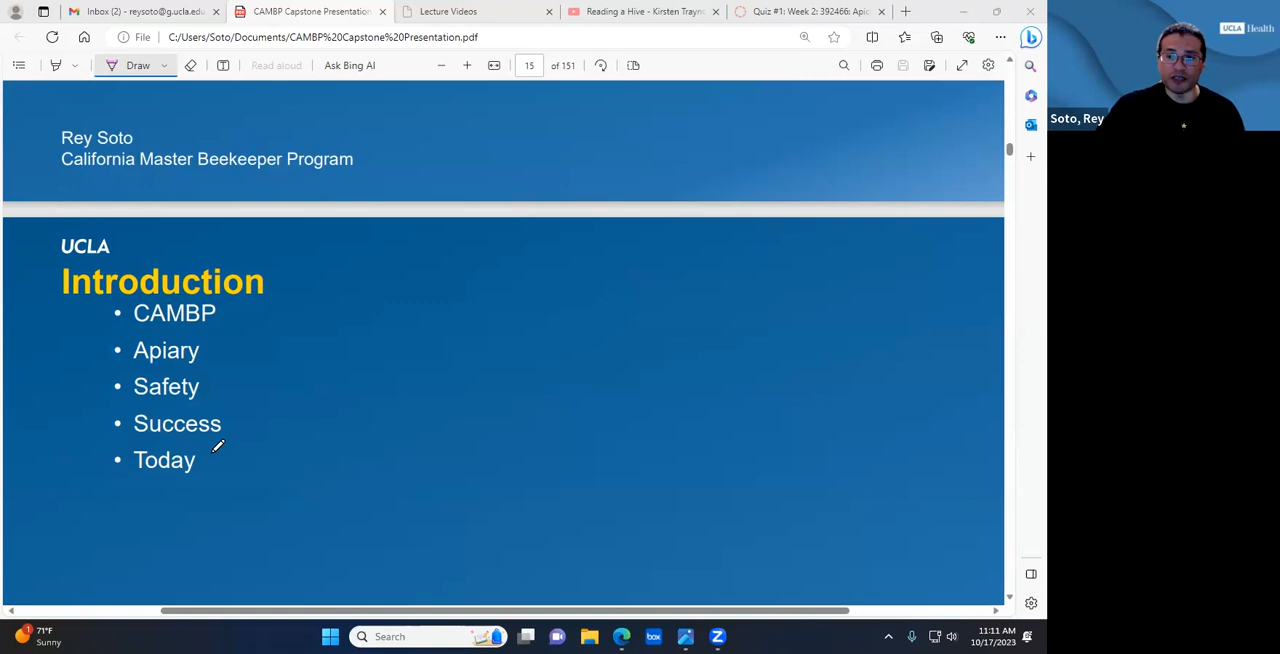 Inbox (2) - reysoto@g.ucla.edu
CAMBP Capstone Presentation
Lecture Videos
Reading a Hive - Kirsten Trayn
Quiz #1: Week 2: 392466: Apic
File
C:/Users/Soto/Documents/CAMBP%20Capstone%20Presentation.pdf
Draw
Read aloud
Ask Bing AI
15
of 151
UCLA Health
Soto, Rey
Rey Soto
California Master Beekeeper Program
UCLA
Introduction
• CAMBP
• Apiary
• Safety
• Success
• Today
1
71°F
Sunny
Search
box
11:11 AM
10/17/2023